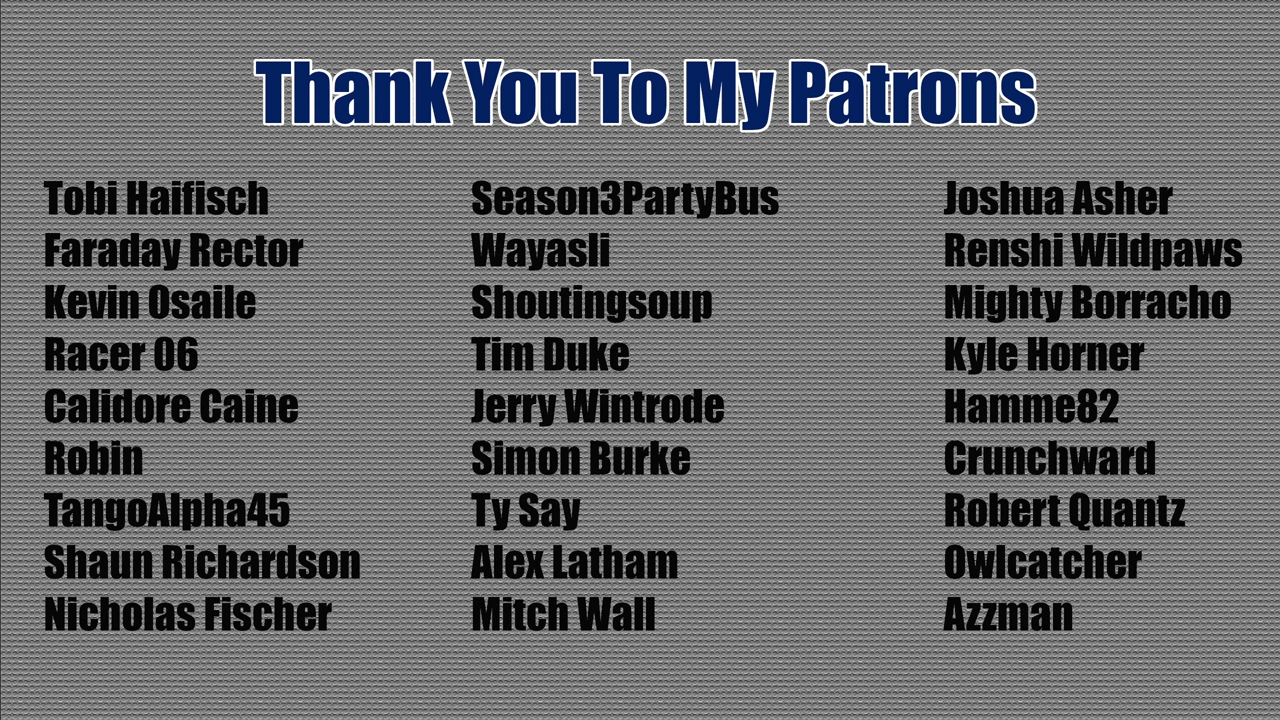 Thank You To My Patrons
Tobi Haifisch
Faraday Rector
Kevin Osaile
Racer 06
Calidore Caine
Robin
TangoAlpha45
Shaun Richardson
Nicholas Fischer
Season3PartyBus
Wayasli
Shoutingsoup
Tim Duke
Jerry Wintrode
Simon Burke
Ty Say
Alex Latham
Mitch Wall
Joshua Asher
Renshi Wildpaws
Mighty Borracho
Kyle Horner
Hamme82
Crunchward
Robert Quantz
Owlcatcher
Azzman